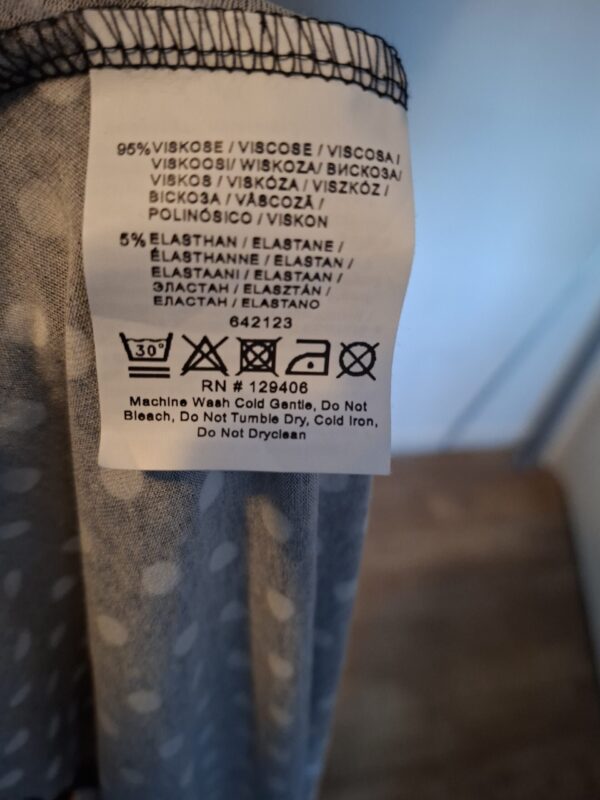 95% VISKOSE / VISCOSE / VISCOSA /
VISKOOSI/ WISKOZA/ ВИСКОЗА/
VISKOS / VISKÓZA / VISZKÓZ /
ВІСКОЗА / VÂSCOZĂ /
POLINÓSICO / VISKON
5% ELASTHAN / ELASTANE /
ÉLASTHANNE / ELASTAN /
ELASTAANI / ELASTAAN /
ЭЛАСТАН / ELASZTÁN /
ЕЛАСТАН / ELASTANO
642123
30°
RN # 129406
Machine Wash Cold Gentle, Do Not
Bleach, Do Not Tumble Dry, Cold Iron,
Do Not Dryclean